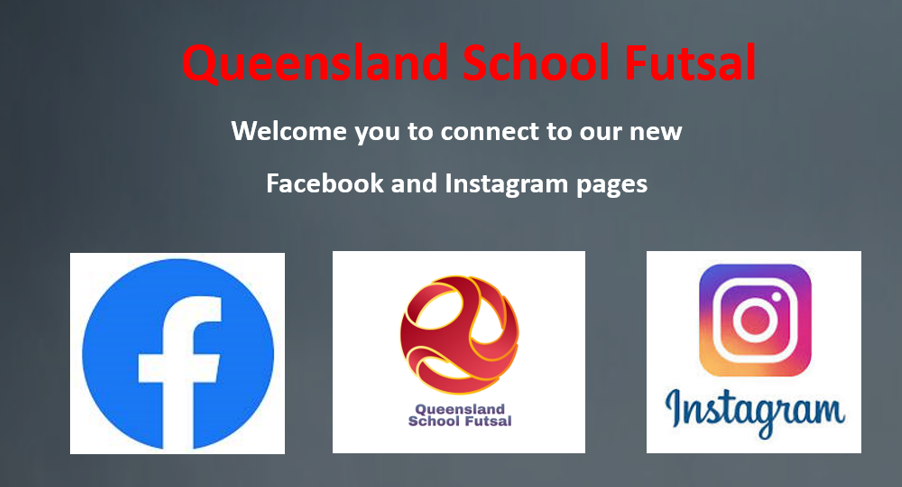 Queensland School Futsal
Welcome you to connect to our new
Facebook and Instagram pages
f
Queensland
School Futsal
Instagram